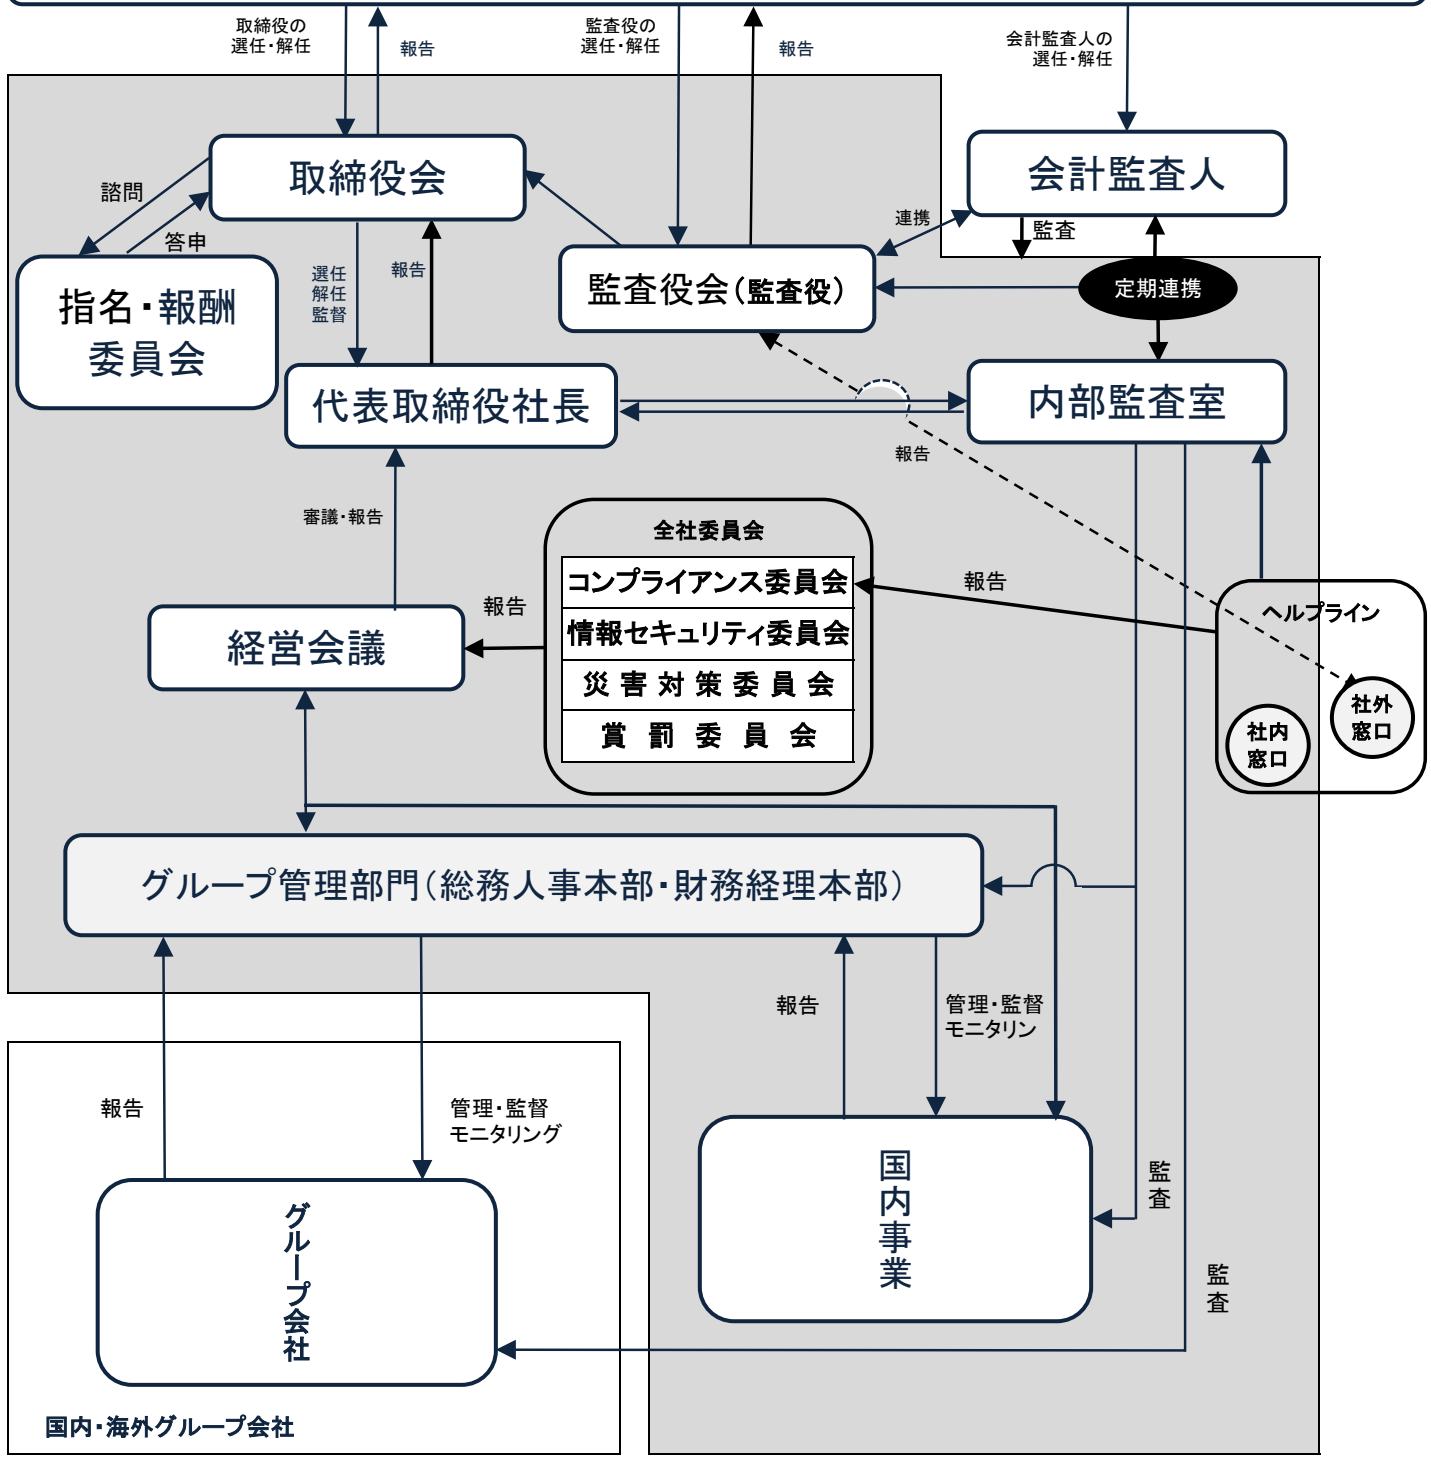 取締役の
選任・解任
報告
監査役の
選任・解任
報告
会計監査人の
選任・解任
取締役会
会計監査人
諮問
答申
連携
監査
選任
解任
監督
報告
監査役会（監査役）
定期連携
指名・報酬
委員会
代表取締役社長
内部監査室
報告
審議・報告
全社委員会
コンプライアンス委員会
情報セキュリティ委員会
災害対策委員会
賞罰委員会
報告
報告
経営会議
ヘルプライン
社内
窓口
社外
窓口
グループ管理部門（総務人事本部・財務経理本部）
報告
管理・監督
モニタリン
報告
管理・監督
モニタリング
国内事業
監査
監査
グループ会社
国内・海外グループ会社